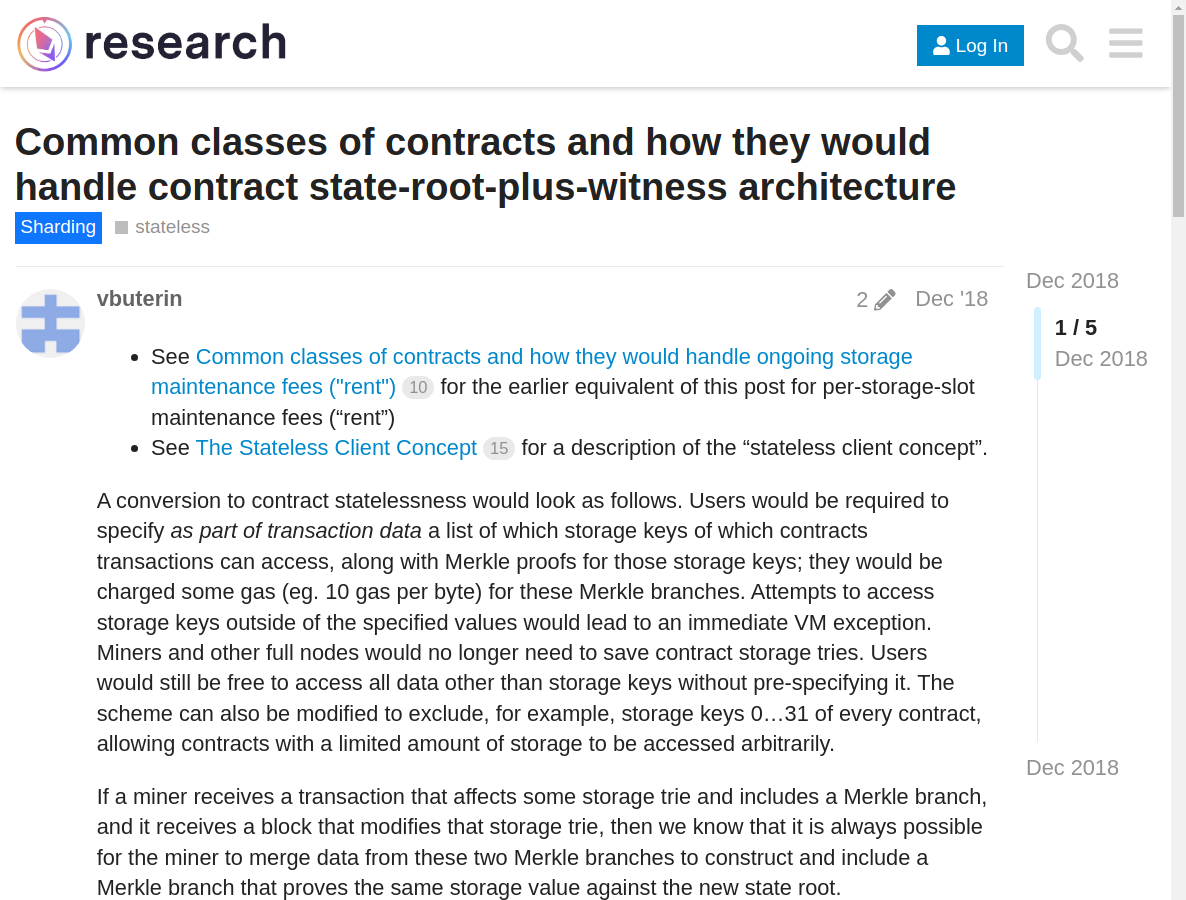 research
Log In
Common classes of contracts and how they would
handle contract state-root-plus-witness architecture
Sharding stateless
vbuterin 2 Dec '18
Dec 2018
1 / 5
Dec 2018
See Common classes of contracts and how they would handle ongoing storage
maintenance fees ("rent") 10 for the earlier equivalent of this post for per-storage-slot
maintenance fees (“rent”)
See The Stateless Client Concept 15 for a description of the “stateless client concept”.
A conversion to contract statelessness would look as follows. Users would be required to
specify as part of transaction data a list of which storage keys of which contracts
transactions can access, along with Merkle proofs for those storage keys; they would be
charged some gas (eg. 10 gas per byte) for these Merkle branches. Attempts to access
storage keys outside of the specified values would lead to an immediate VM exception.
Miners and other full nodes would no longer need to save contract storage tries. Users
would still be free to access all data other than storage keys without pre-specifying it. The
scheme can also be modified to exclude, for example, storage keys 0…31 of every contract,
allowing contracts with a limited amount of storage to be accessed arbitrarily.
Dec 2018
If a miner receives a transaction that affects some storage trie and includes a Merkle branch,
and it receives a block that modifies that storage trie, then we know that it is always possible
for the miner to merge data from these two Merkle branches to construct and include a
Merkle branch that proves the same storage value against the new state root.